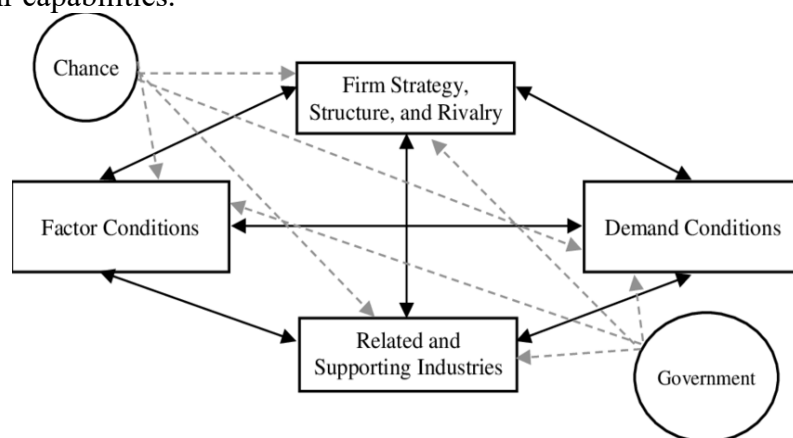 capabilities.
Chance
Firm Strategy,
Structure, and Rivalry
Factor Conditions
Demand Conditions
Related and
Supporting Industries
Government